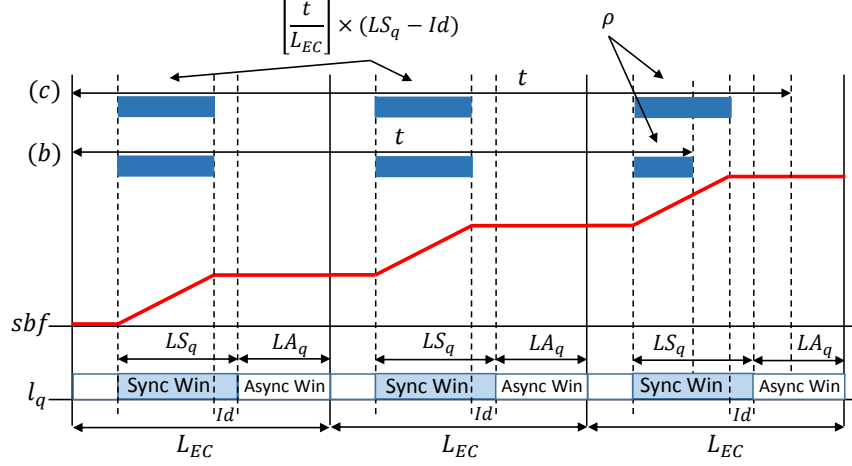 ⌊t/L_EC⌋ × (LS_q − Id)
ρ
(c) t
(b) t
sbf
LS_q LA_q LS_q LA_q LS_q LA_q
l_q Sync Win Async Win Sync Win Async Win Sync Win Async Win
Id Id Id
L_EC L_EC L_EC